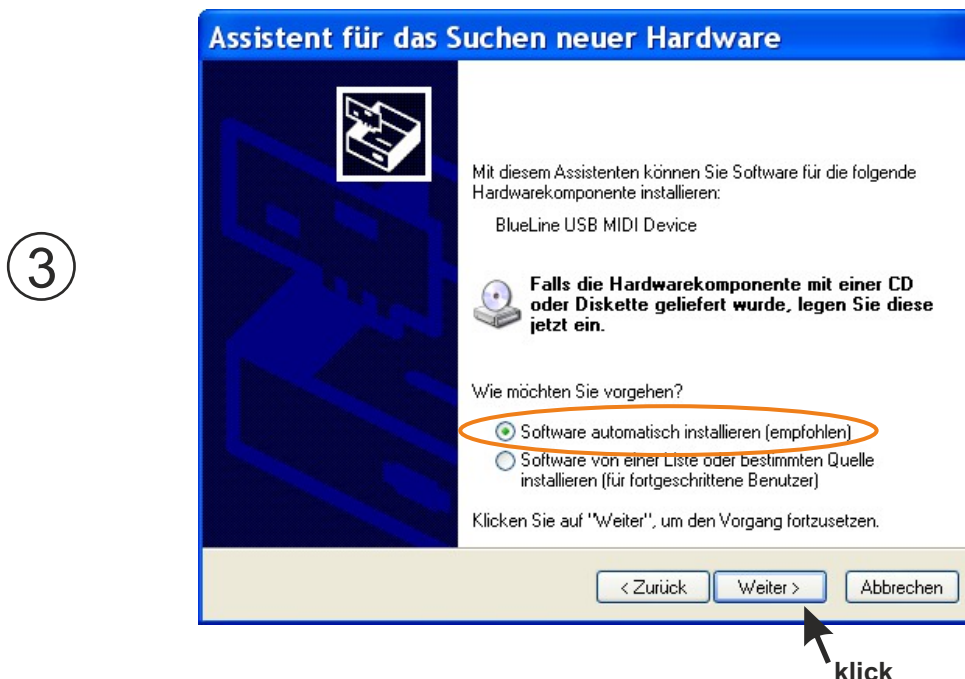 Assistent für das Suchen neuer Hardware
3
Mit diesem Assistenten können Sie Software für die folgende
Hardwarekomponente installieren:
BlueLine USB MIDI Device
Falls die Hardwarekomponente mit einer CD
oder Diskette geliefert wurde, legen Sie diese
jetzt ein.
Wie möchten Sie vorgehen?
Software automatisch installieren (empfohlen)
Software von einer Liste oder bestimmten Quelle
installieren (für fortgeschrittene Benutzer)
Klicken Sie auf "Weiter", um den Vorgang fortzusetzen.
< Zurück Weiter > Abbrechen
klick